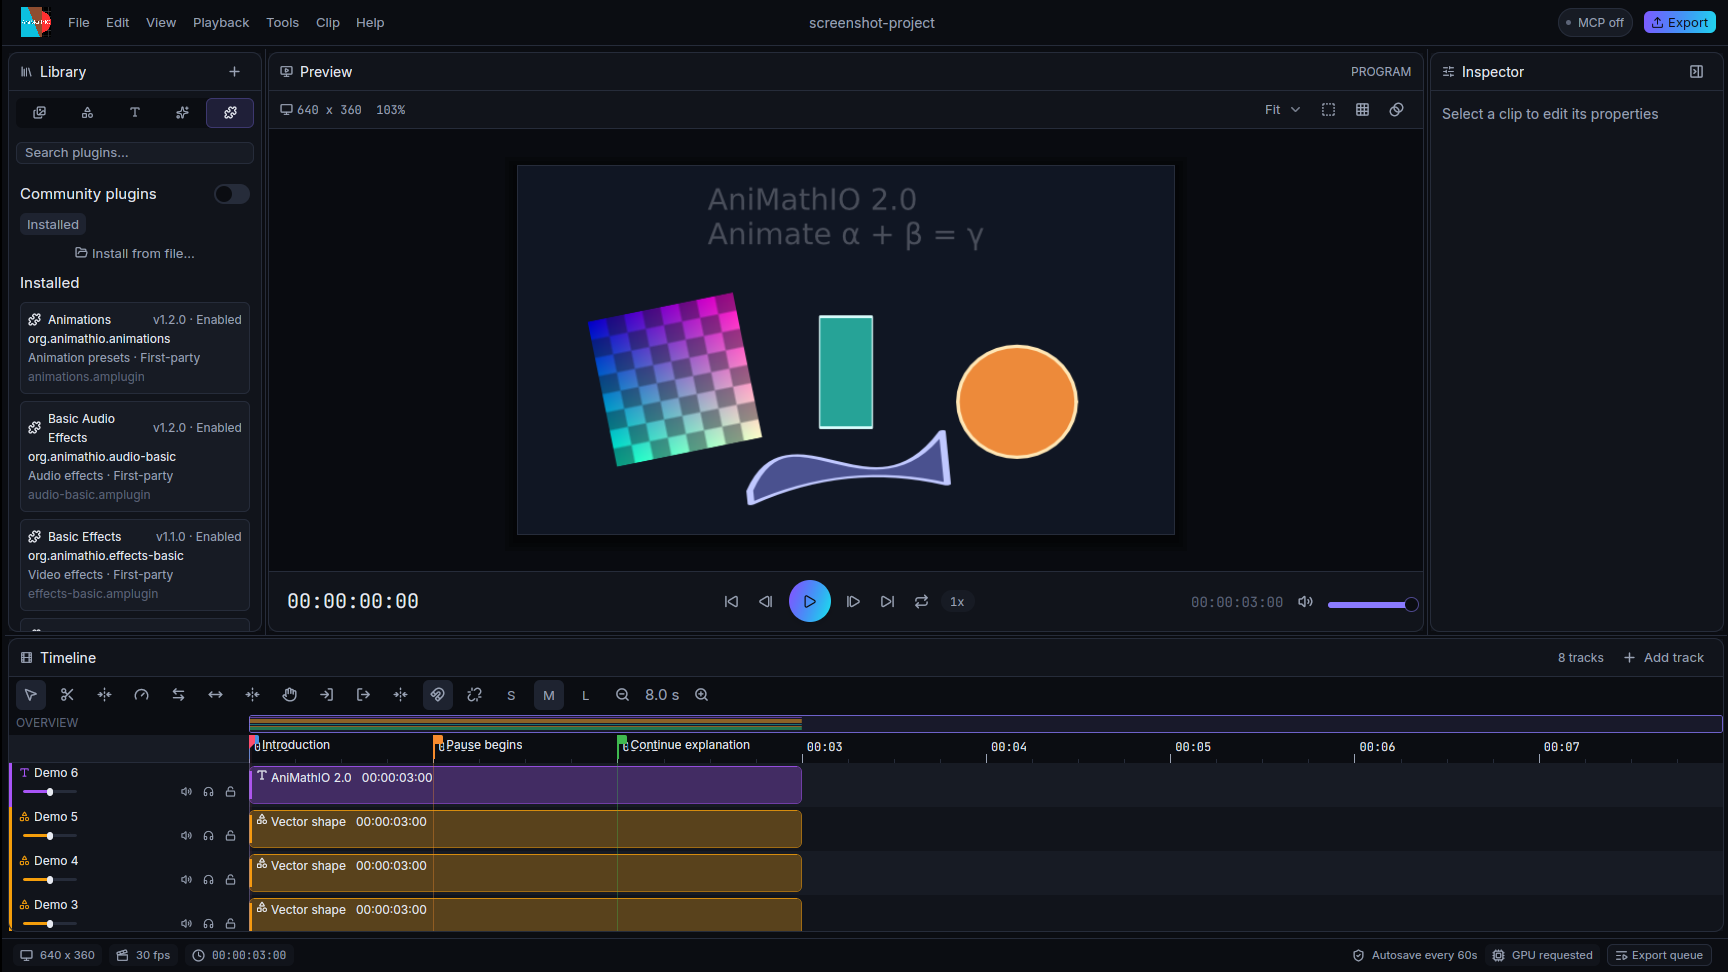 File Edit View Playback Tools Clip Help
screenshot-project
MCP off
Export
Library
Search plugins...
Community plugins
Installed
Install from file...
Installed
Animations v1.2.0 · Enabled
org.animathio.animations
Animation presets · First-party
animations.amplugin
Basic Audio
Effects
v1.2.0 · Enabled
org.animathio.audio-basic
Audio effects · First-party
audio-basic.amplugin
Basic Effects v1.1.0 · Enabled
org.animathio.effects-basic
Video effects · First-party
effects-basic.amplugin
Preview
PROGRAM
640 x 360 103%
Fit
AniMathIO 2.0
Animate α + β = γ
00:00:00:00
1x
00:00:03:00
Inspector
Select a clip to edit its properties
Timeline
8 tracks
Add track
S M L
8.0 s
OVERVIEW
Introduction Pause begins Continue explanation 00:03 00:04 00:05 00:06 00:07
Demo 6
AniMathIO 2.0 00:00:03:00
Demo 5
Vector shape 00:00:03:00
Demo 4
Vector shape 00:00:03:00
Demo 3
Vector shape 00:00:03:00
640 x 360 30 fps 00:00:03:00
Autosave every 60s GPU requested Export queue